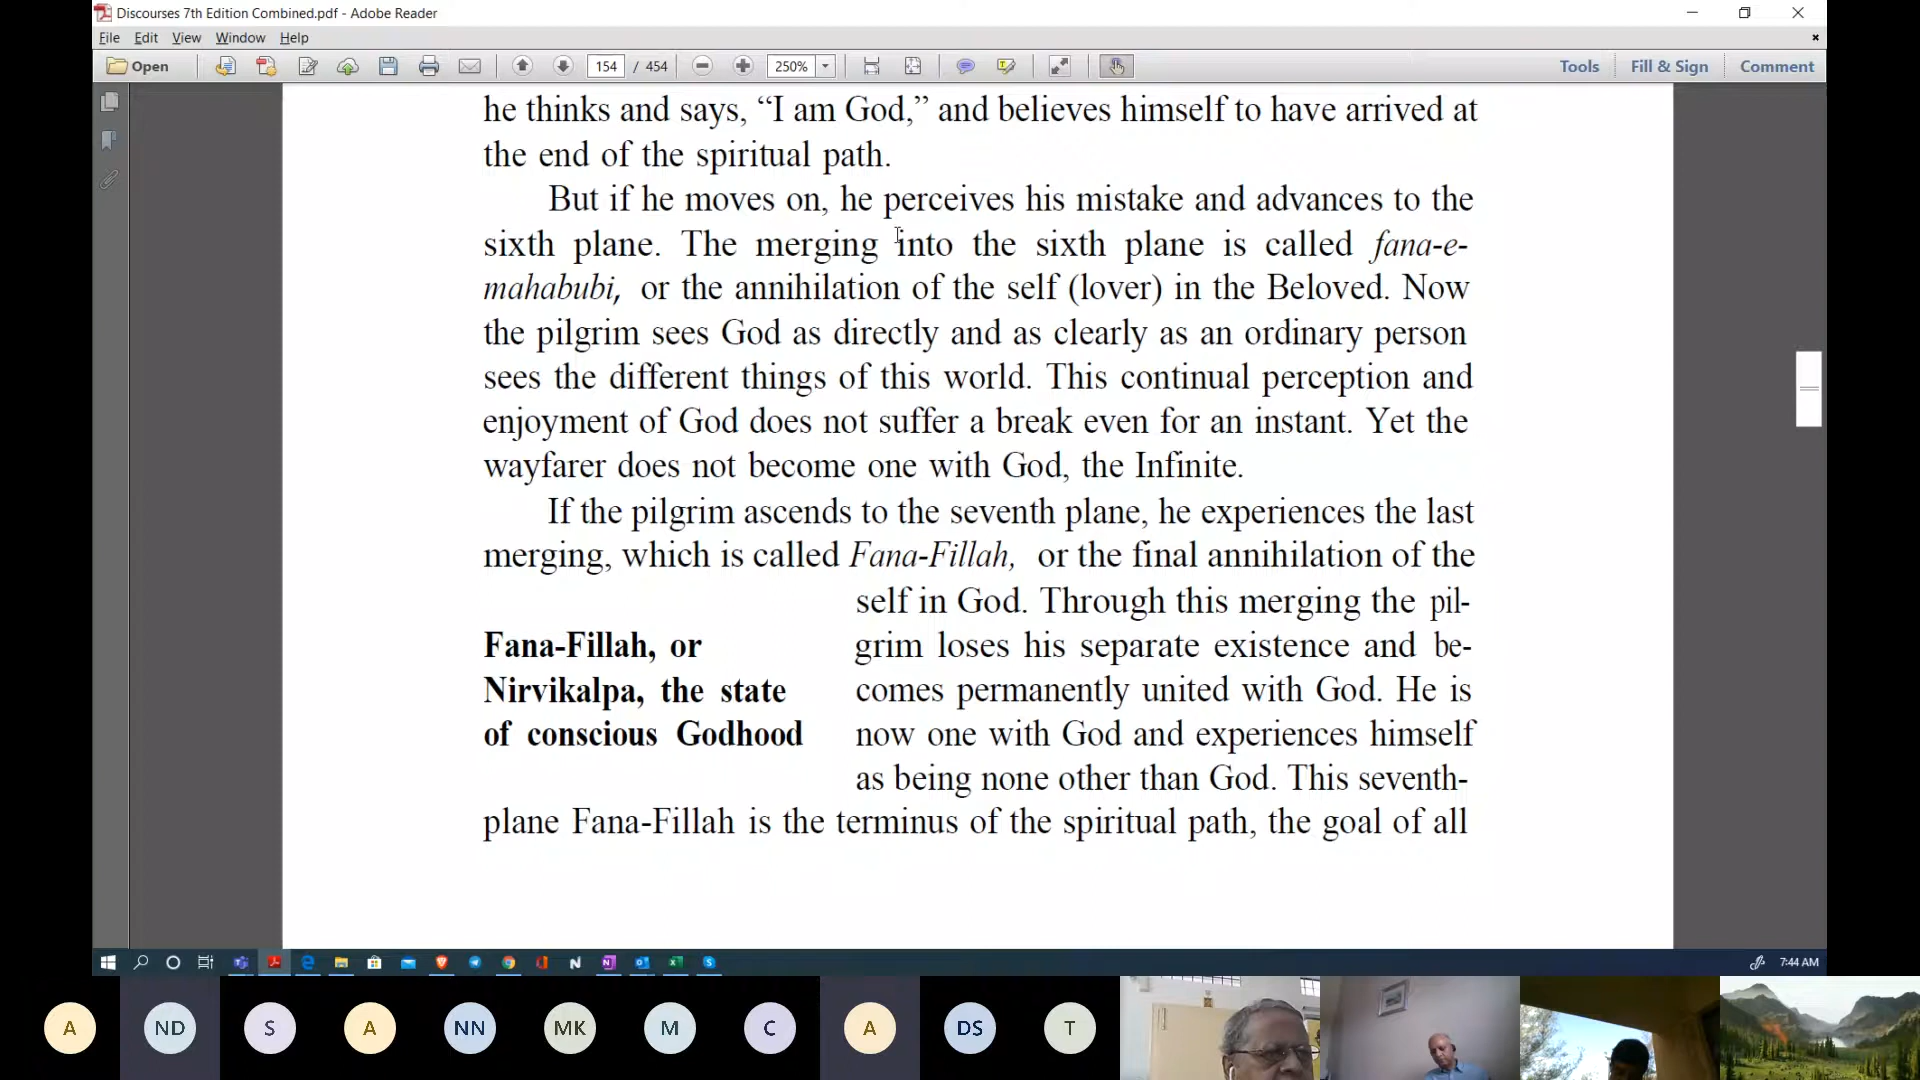 Discourses 7th Edition Combined.pdf - Adobe Reader
File Edit View Window Help
Open 154 / 454 250% Tools Fill & Sign Comment
he thinks and says, “I am God,” and believes himself to have arrived at
the end of the spiritual path.
But if he moves on, he perceives his mistake and advances to the
sixth plane. The merging into the sixth plane is called fana-e-
mahabubi, or the annihilation of the self (lover) in the Beloved. Now
the pilgrim sees God as directly and as clearly as an ordinary person
sees the different things of this world. This continual perception and
enjoyment of God does not suffer a break even for an instant. Yet the
wayfarer does not become one with God, the Infinite.
If the pilgrim ascends to the seventh plane, he experiences the last
merging, which is called Fana-Fillah, or the final annihilation of the
Fana-Fillah, or
Nirvikalpa, the state
of conscious Godhood
self in God. Through this merging the pil-
grim loses his separate existence and be-
comes permanently united with God. He is
now one with God and experiences himself
as being none other than God. This seventh-
plane Fana-Fillah is the terminus of the spiritual path, the goal of all
7:44 AM
A ND S A NN MK M C A DS T